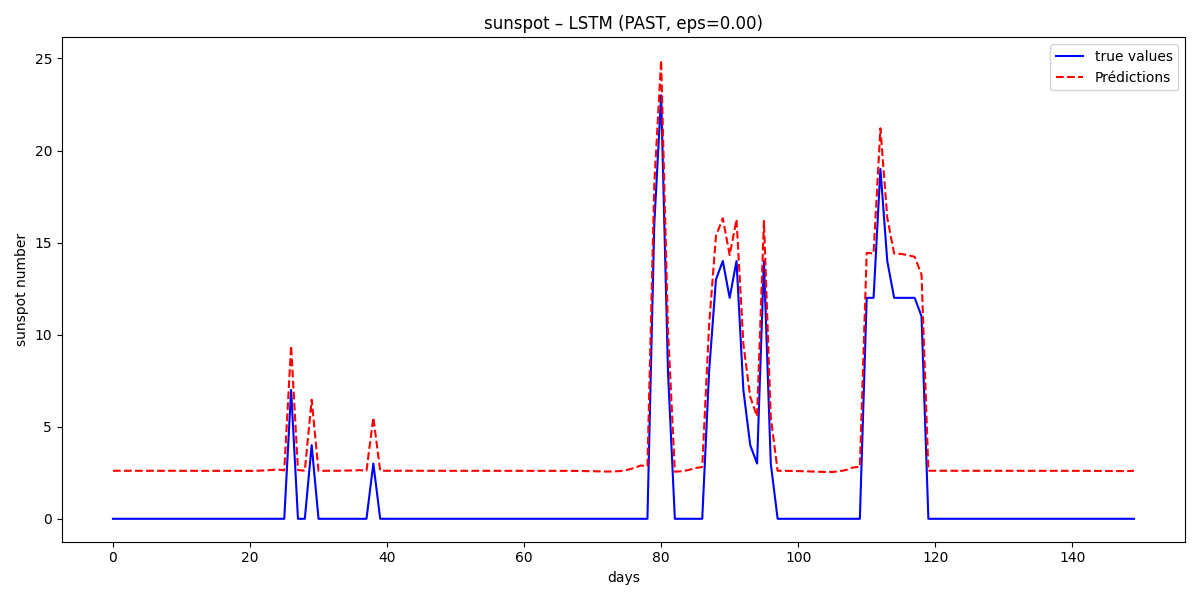 sunspot – LSTM (PAST, eps=0.00)
true values
Prédictions
sunspot number
25
20
15
10
5
0
0 20 40 60 80 100 120 140
days